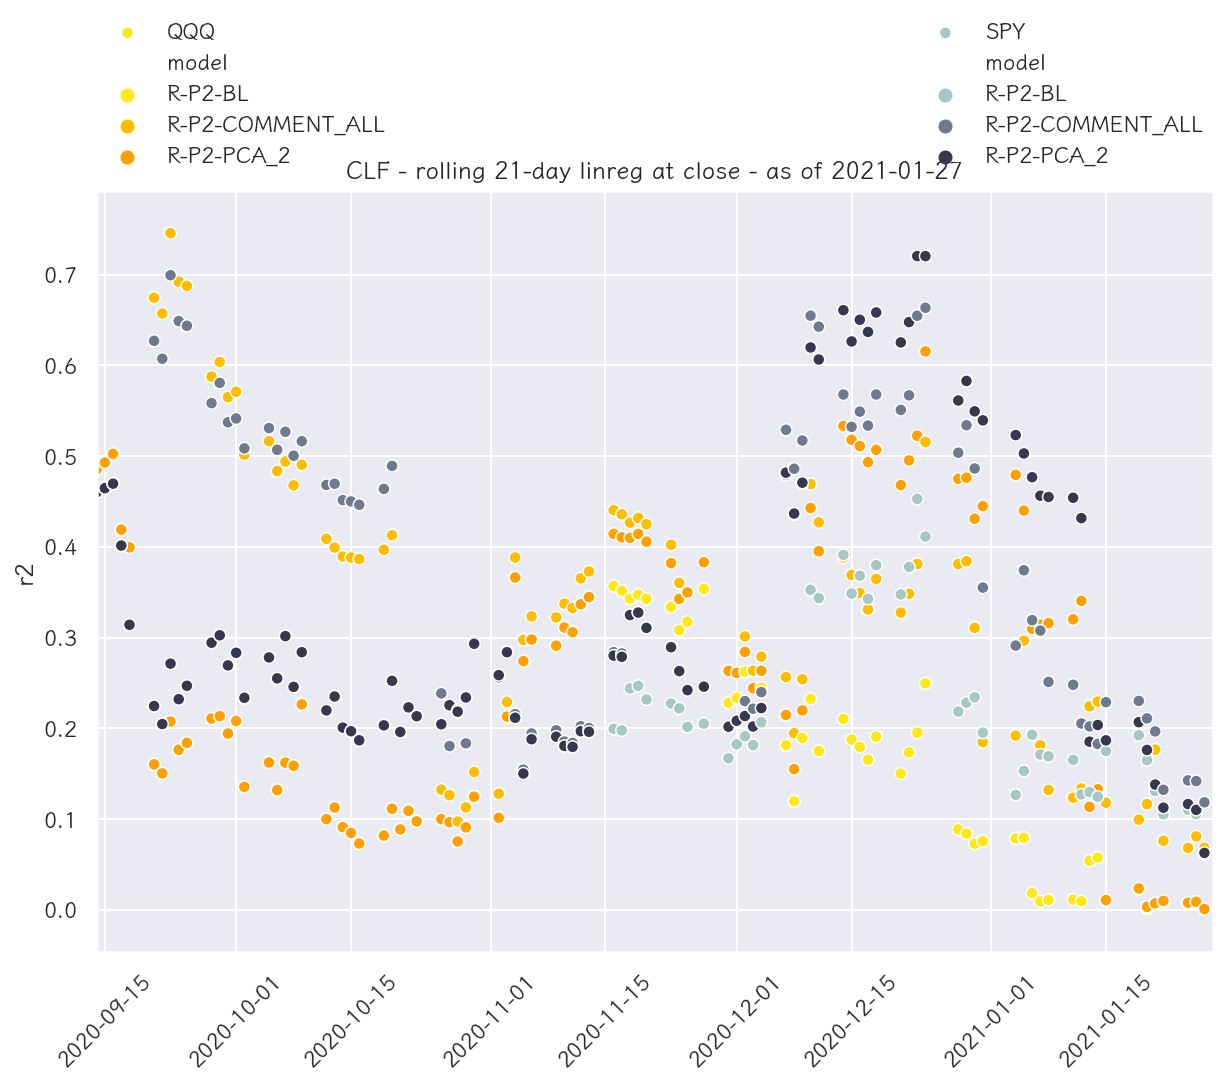 QQQ
model
R-P2-BL
R-P2-COMMENT_ALL
R-P2-PCA_2
SPY
model
R-P2-BL
R-P2-COMMENT_ALL
R-P2-PCA_2
CLF - rolling 21-day linreg at close - as of 2021-01-27
r2
0.7
0.6
0.5
0.4
0.3
0.2
0.1
0.0
2020-09-15
2020-10-01
2020-10-15
2020-11-01
2020-11-15
2020-12-01
2020-12-15
2021-01-01
2021-01-15